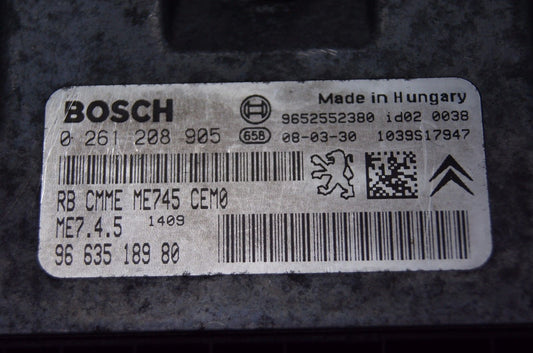 BOSCH
Made in Hungary
9652552380 id02 0038
0 261 208 905 658 08-03-30 1039S17947
RB CMME ME745 CEM0
ME7.4.5 1409
96 635 189 80